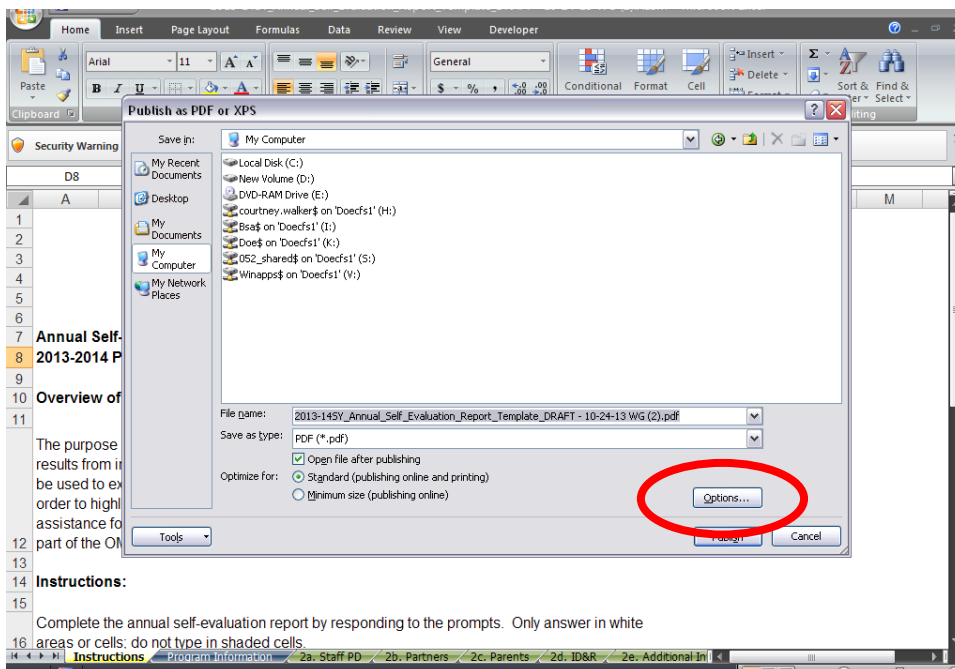 Home Insert Page Layout Formulas Data Review View Developer
Paste
Arial 11 A A General Insert Σ
B I U A $ % , .0 .00 .00 .0 Conditional Format Cell Delete Sort & Find &
Select
Clipboard
Security Warning
D8
A M
Publish as PDF or XPS
Save in: My Computer
My Recent Documents
Desktop
My Documents
My Computer
My Network Places
Local Disk (C:)
New Volume (D:)
DVD-RAM Drive (E:)
courtney.walker$ on 'Doecfs1' (H:)
Bsa$ on 'Doecfs1' (I:)
Doe$ on 'Doecfs1' (K:)
052_shared$ on 'Doecfs1' (S:)
Winapps$ on 'Doecfs1' (V:)
File name: 2013-14SY_Annual_Self_Evaluation_Report_Template_DRAFT - 10-24-13 WG (2).pdf
Save as type: PDF (*.pdf)
Open file after publishing
Optimize for: Standard (publishing online and printing)
Minimum size (publishing online)
Options...
Tools Publish Cancel
1
2
3
4
5
6
7 Annual Self-
8 2013-2014 P
9
10 Overview of
11
The purpose
results from
be used to
order to highl
assistance fo
12 part of the
13
14 Instructions:
15
Complete the annual self-evaluation report by responding to the prompts. Only answer in white
16 areas or cells; do not type in shaded cells.
Instructions Program Information 2a. Staff PD 2b. Partners 2c. Parents 2d. ID&R 2e. Additional In